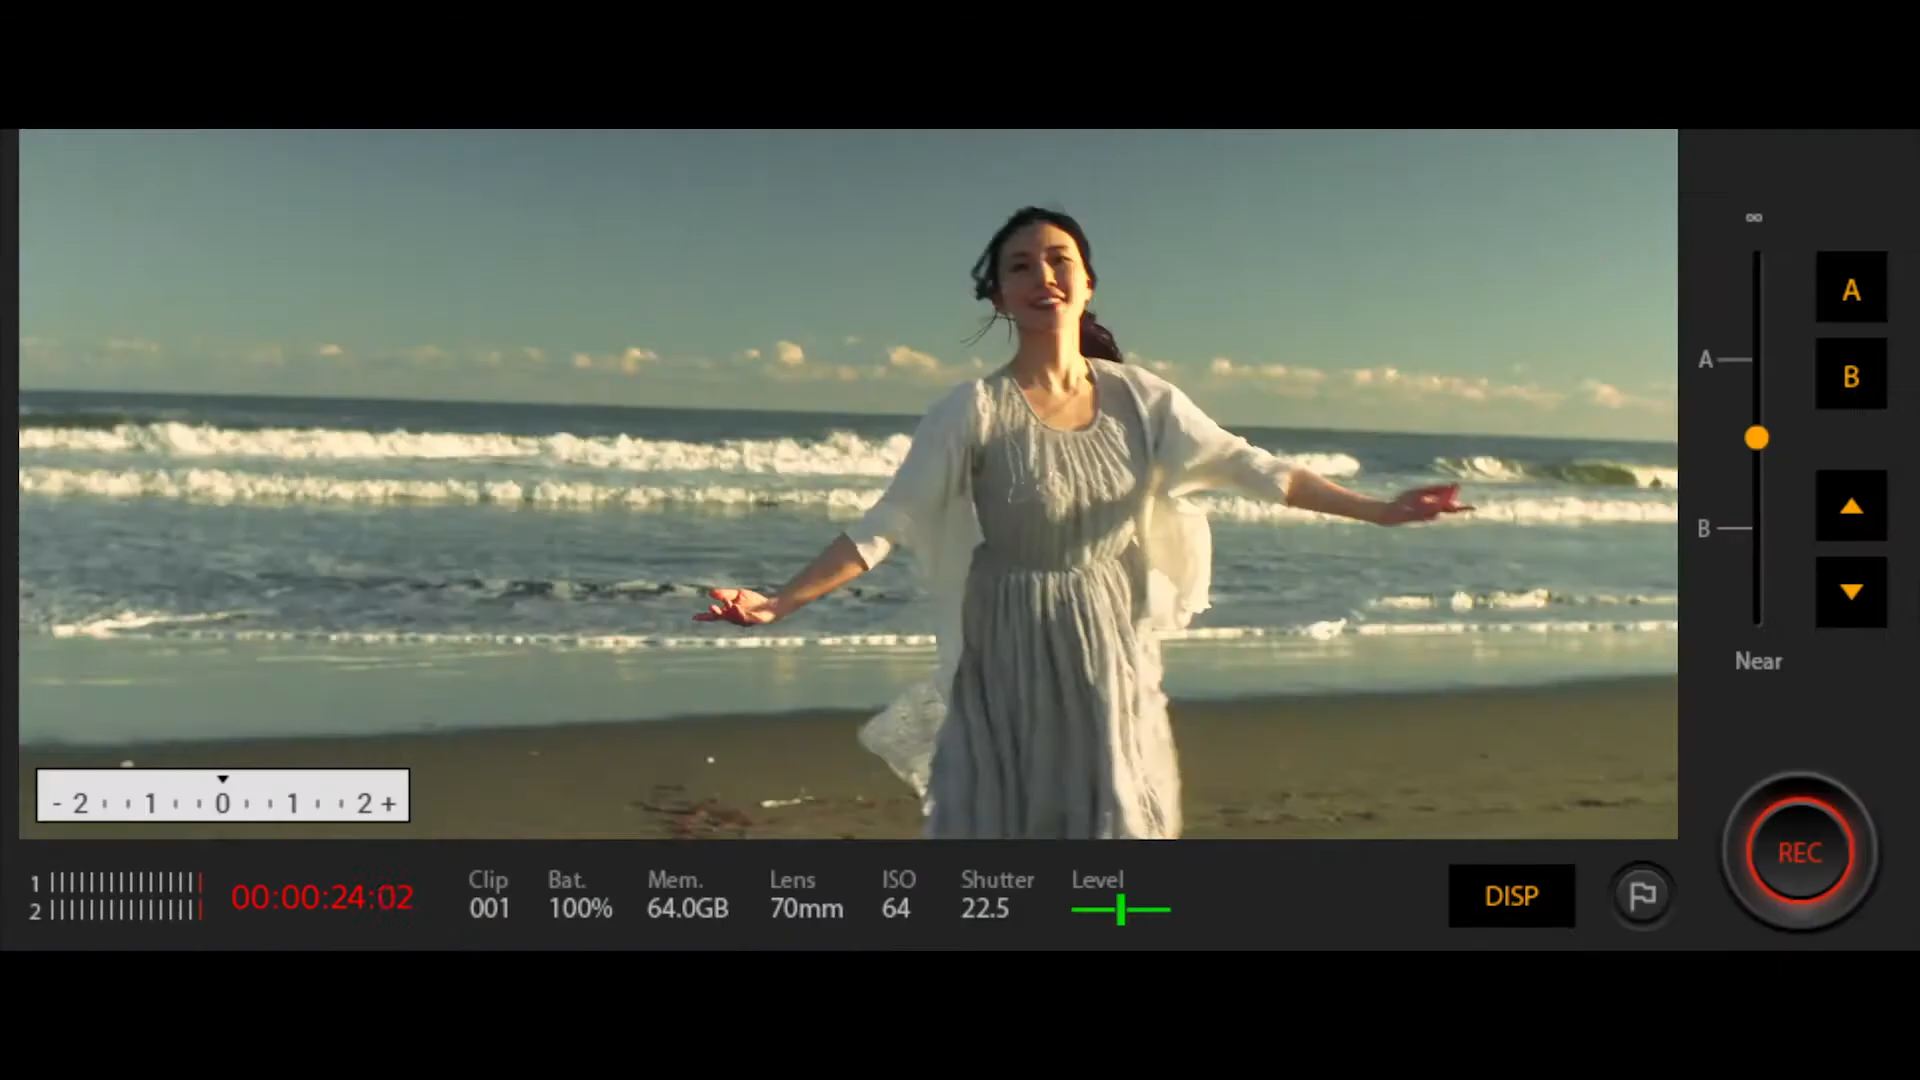 ∞
A
A
B
B
Near
- 2 1 0 1 2 +
1
2
00:00:24:02
Clip
001
Bat.
100%
Mem.
64.0GB
Lens
70mm
ISO
64
Shutter
22.5
Level
DISP
REC